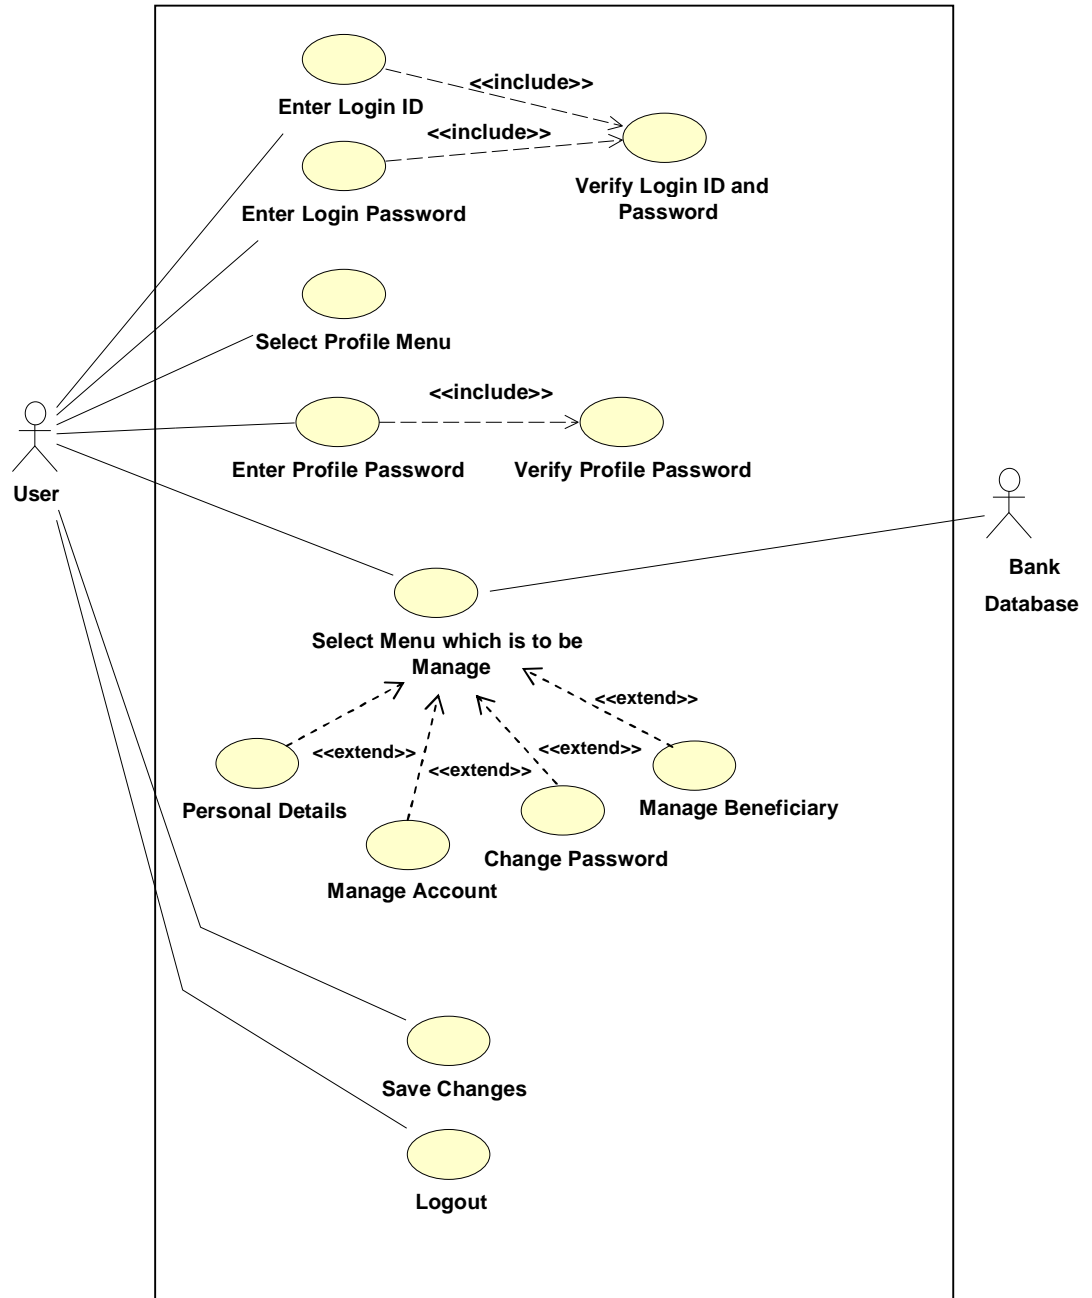 <<include>>
Enter Login ID
<<include>>
Verify Login ID and
Password
Enter Login Password
Select Profile Menu
<<include>>
Enter Profile Password
Verify Profile Password
User
Bank
Database
Select Menu which is to be
Manage
<<extend>>
<<extend>>
<<extend>>
<<extend>>
Personal Details
Manage Beneficiary
Change Password
Manage Account
Save Changes
Logout